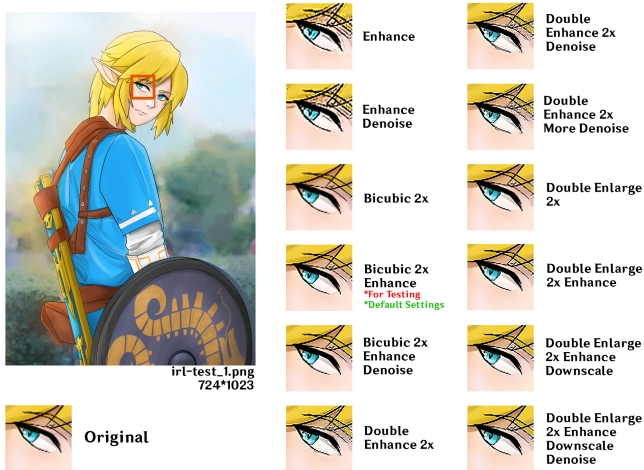 Enhance
Double
Enhance 2x
Denoise
Enhance
Denoise
Double
Enhance 2x
More Denoise
Bicubic 2x
Double Enlarge
2x
Bicubic 2x
Enhance
*For Testing
*Default Settings
Double Enlarge
2x Enhance
irl-test_1.png
724*1023
Bicubic 2x
Enhance
Denoise
Double Enlarge
2x Enhance
Downscale
Original
Double
Enhance 2x
Double Enlarge
2x Enhance
Downscale
Denoise